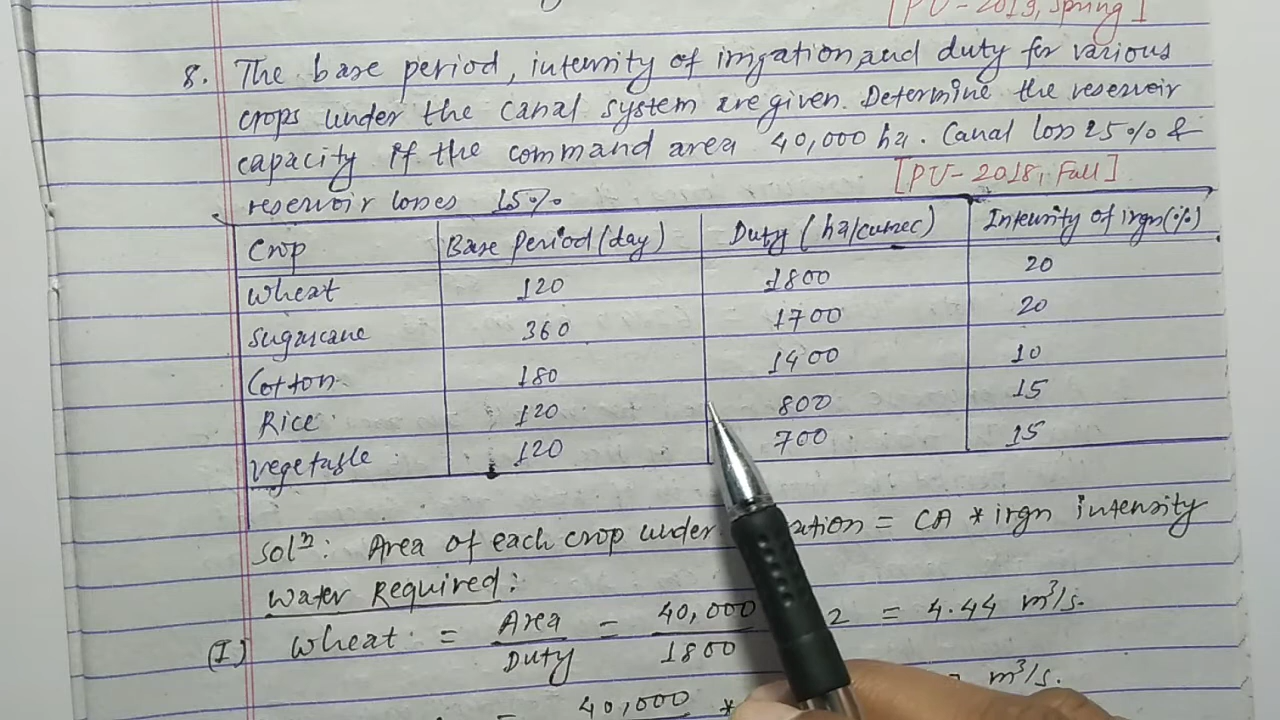 [PU-2019, Spring]
8. The base period, intensity of irrigation, and duty for various
crops under the canal system are given. Determine the reservoir
capacity if the command area 40,000 ha. Canal loss 25% &
reservoir losses 15% [PU-2018, Fall]
Crop Base Period (day) Duty (ha/cumec) Intensity of irgn (%)
Wheat 120 1800 20
Sugarcane 360 1700 20
Cotton 180 1400 10
Rice 120 800 15
Vegetable 120 700 15
Solⁿ: Area of each crop under = CA * irgn intensity
Water Required:
(I) Wheat = Area / Duty = 40,000 / 1800 2 = 4.44 m³/s.
= 40,000 * m³/s.